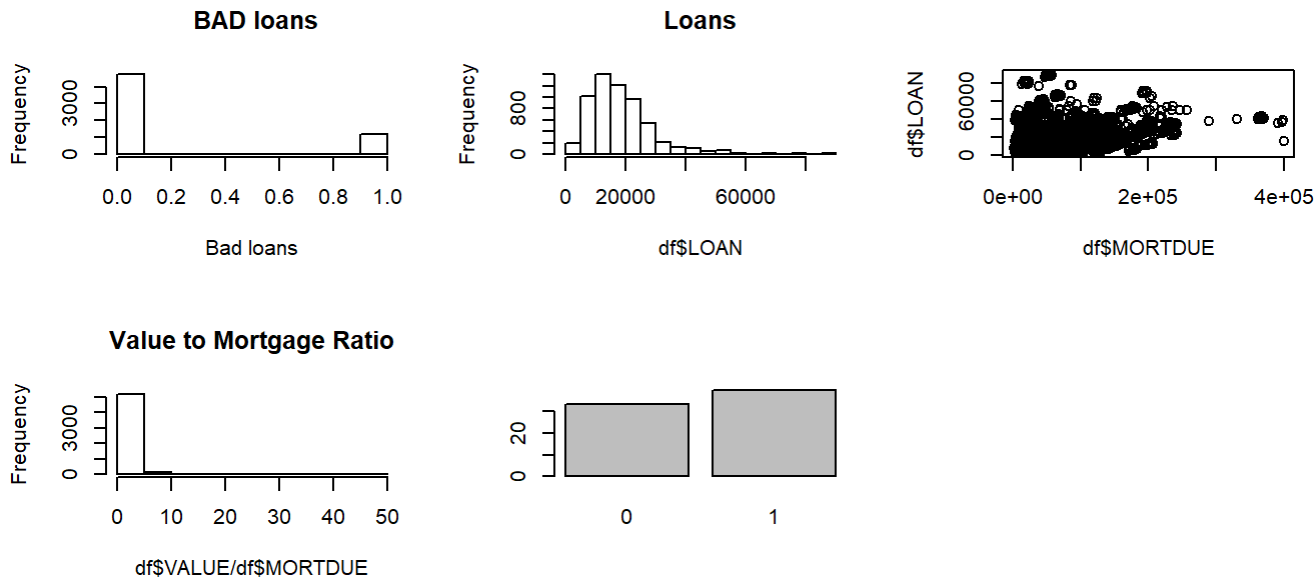 BAD loans
Frequency
3000
0
0.0 0.2 0.4 0.6 0.8 1.0
Bad loans
Loans
Frequency
800
0
0 20000 60000
df$LOAN
df$LOAN
60000
0
0e+00 2e+05 4e+05
df$MORTDUE
Value to Mortgage Ratio
Frequency
3000
0
0 10 20 30 40 50
df$VALUE/df$MORTDUE
20
0
0 1